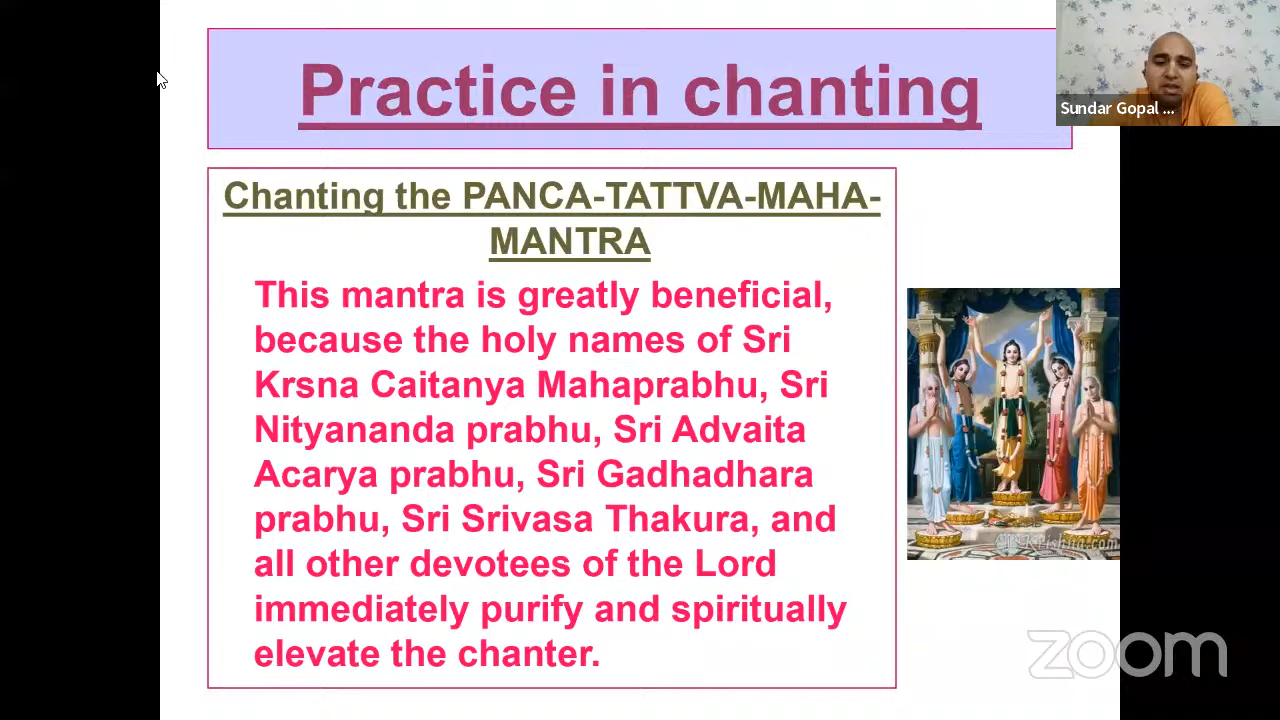 Practice in chanting
Sundar Gopal ...
Chanting the PANCA-TATTVA-MAHA-
MANTRA
This mantra is greatly beneficial,
because the holy names of Sri
Krsna Caitanya Mahaprabhu, Sri
Nityananda prabhu, Sri Advaita
Acarya prabhu, Sri Gadhadhara
prabhu, Sri Srivasa Thakura, and
all other devotees of the Lord
immediately purify and spiritually
elevate the chanter.
zoom